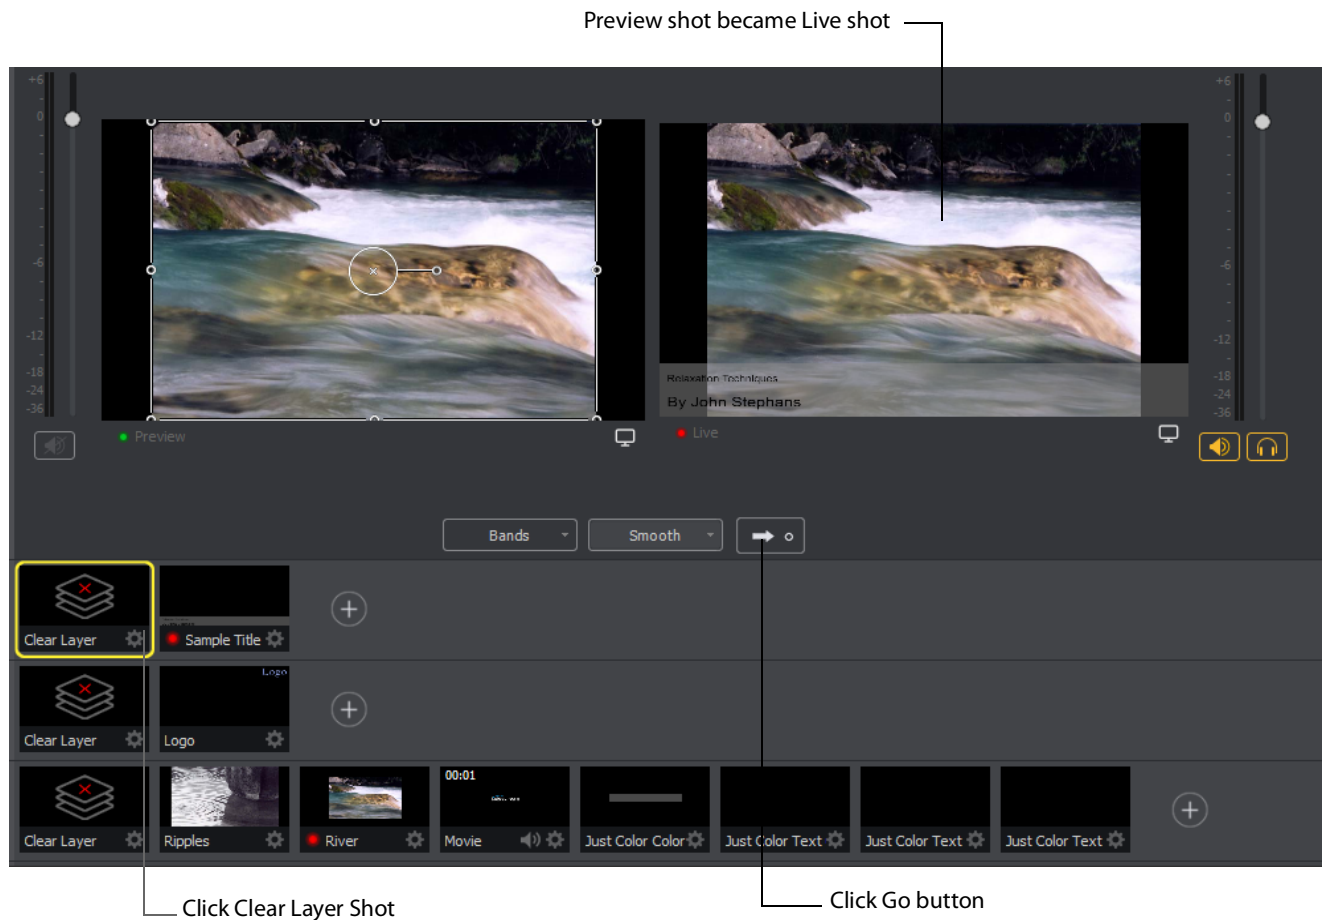 Preview shot became Live shot
+6
-
0
-
-
-
-
-6
-
-
-12
-
-18
-24
-36
+6
-
0
-
-
-
-
-6
-
-
-12
-
-18
-24
-36
Relaxation Techniques
By John Stephans
Preview
Live
Bands
Smooth
Clear Layer
Sample Title
Logo
Clear Layer
Logo
00:01
Clear Layer
Ripples
River
Movie
Just Color Color
Just Color Text
Just Color Text
Just Color Text
Click Clear Layer Shot
Click Go button